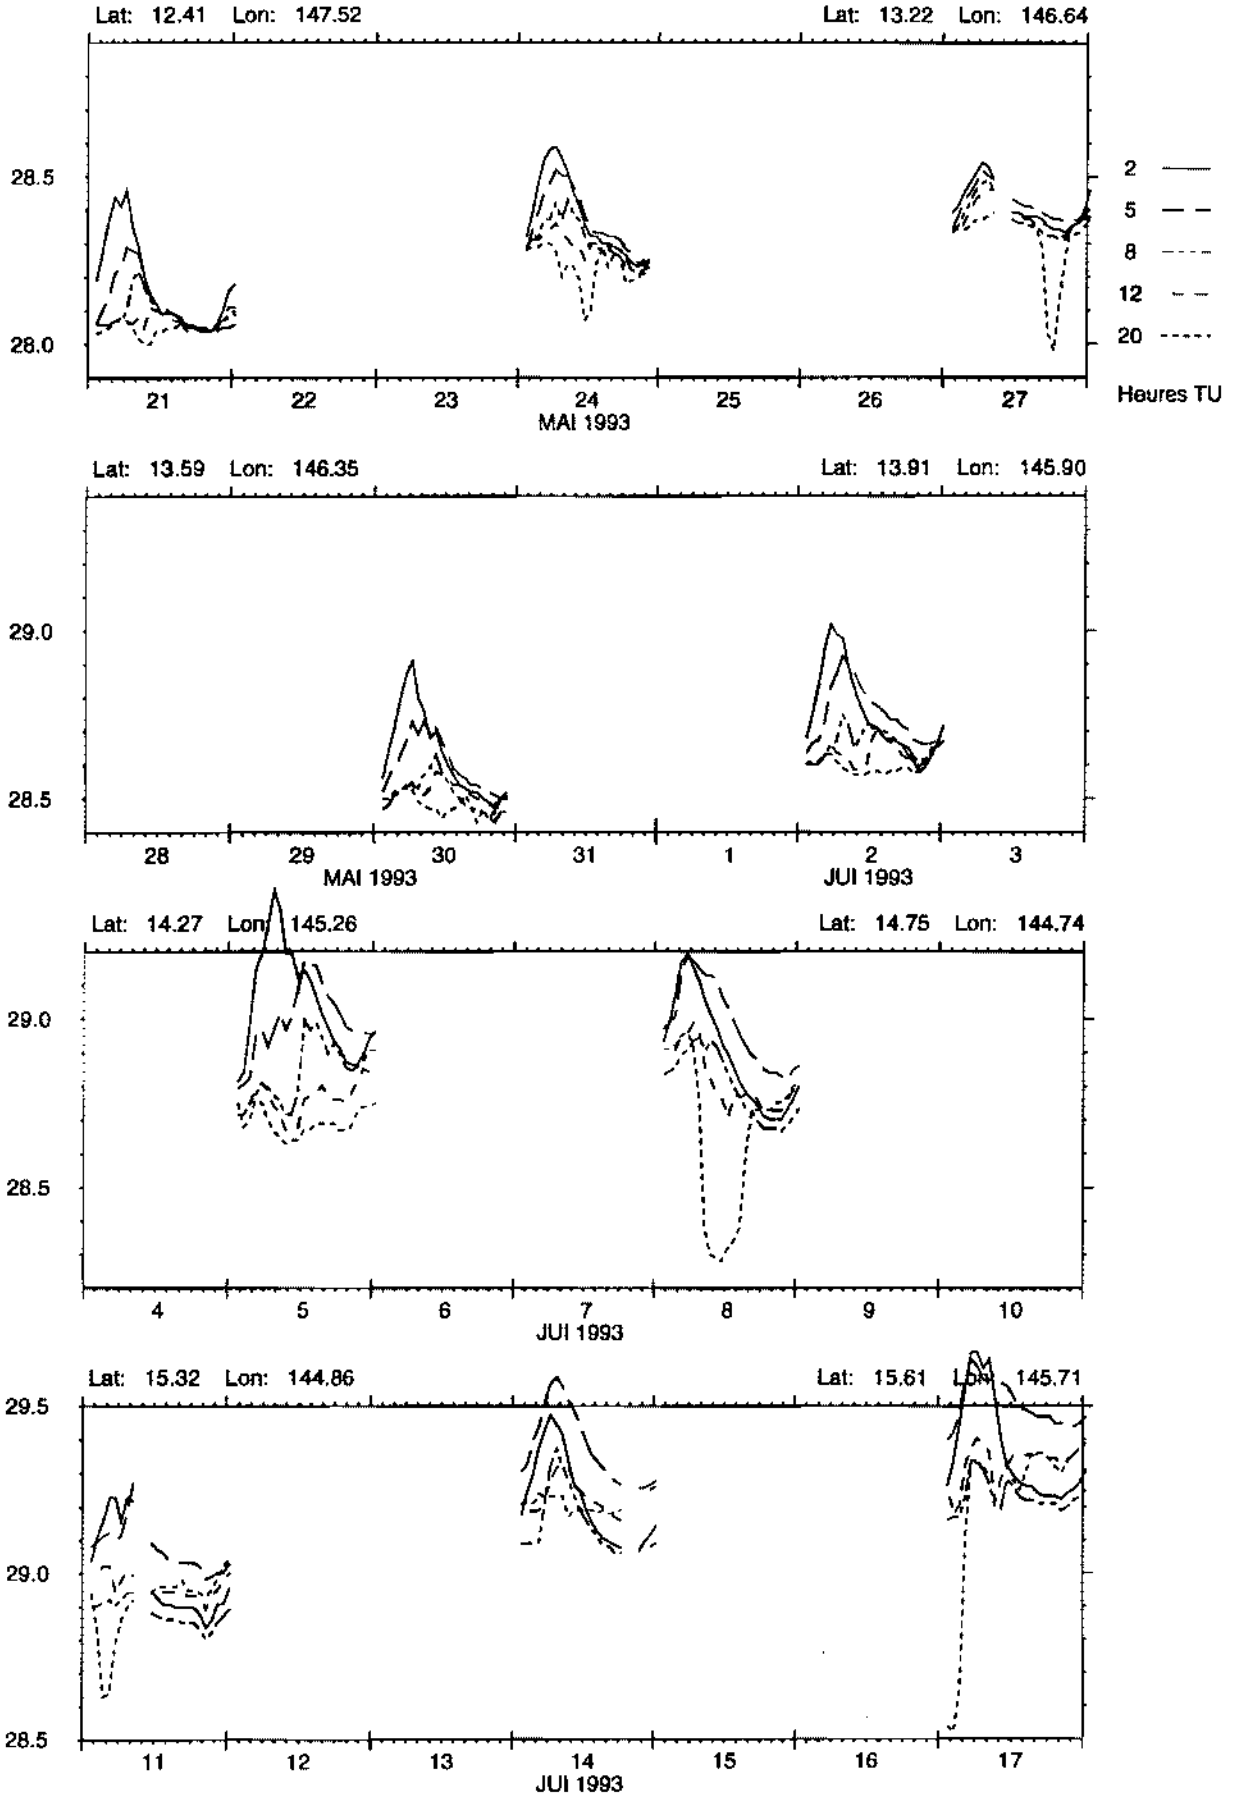 Lat: 12.41 Lon: 147.52 Lat: 13.22 Lon: 146.64
28.5
28.0
2
5
8
12
20
Heures TU
21 22 23 24 25 26 27
MAI 1993
Lat: 13.59 Lon: 146.35 Lat: 13.91 Lon: 145.90
29.0
28.5
28 29 30 31 1 2 3
MAI 1993 JUI 1993
Lat: 14.27 Lon: 145.26 Lat: 14.75 Lon: 144.74
29.0
28.5
4 5 6 7 8 9 10
JUI 1993
Lat: 15.32 Lon: 144.86 Lat: 15.61 Lon: 145.71
29.5
29.0
28.5
11 12 13 14 15 16 17
JUI 1993